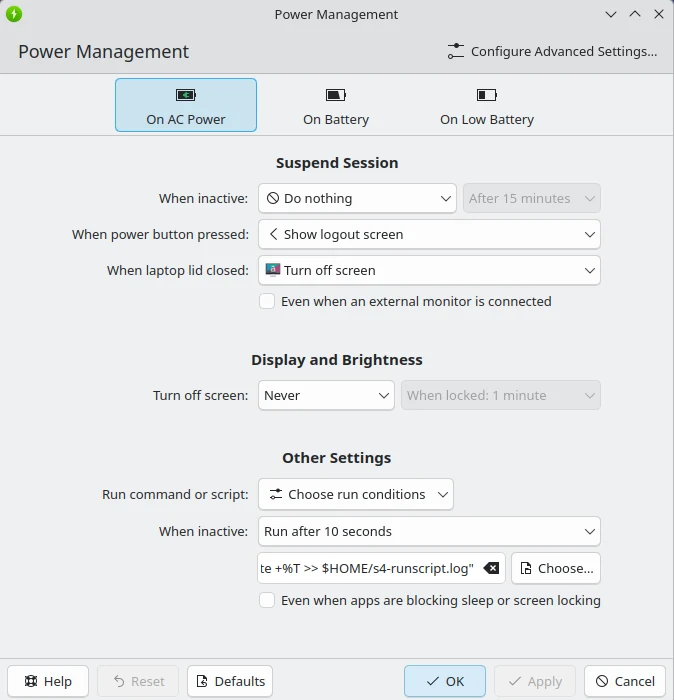 Power Management
Power Management
Configure Advanced Settings...
On AC Power
On Battery
On Low Battery
Suspend Session
When inactive: Do nothing After 15 minutes
When power button pressed: Show logout screen
When laptop lid closed: Turn off screen
Even when an external monitor is connected
Display and Brightness
Turn off screen: Never When locked: 1 minute
Other Settings
Run command or script: Choose run conditions
When inactive: Run after 10 seconds
te +%T >> $HOME/s4-runscript.log" Choose...
Even when apps are blocking sleep or screen locking
Help Reset Defaults OK Apply Cancel